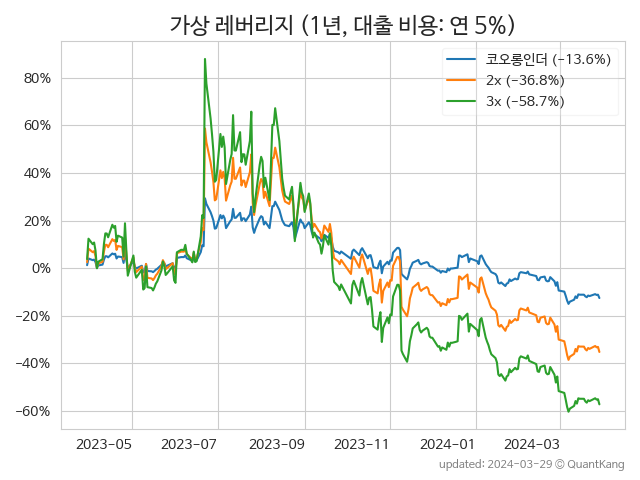 가상 레버리지 (1년, 대출 비용: 연 5%)
코오롱인더 (−13.6%)
2x (−36.8%)
3x (−58.7%)
80%
60%
40%
20%
0%
−20%
−40%
−60%
2023-05
2023-07
2023-09
2023-11
2024-01
2024-03
updated: 2024-03-29 © QuantKang